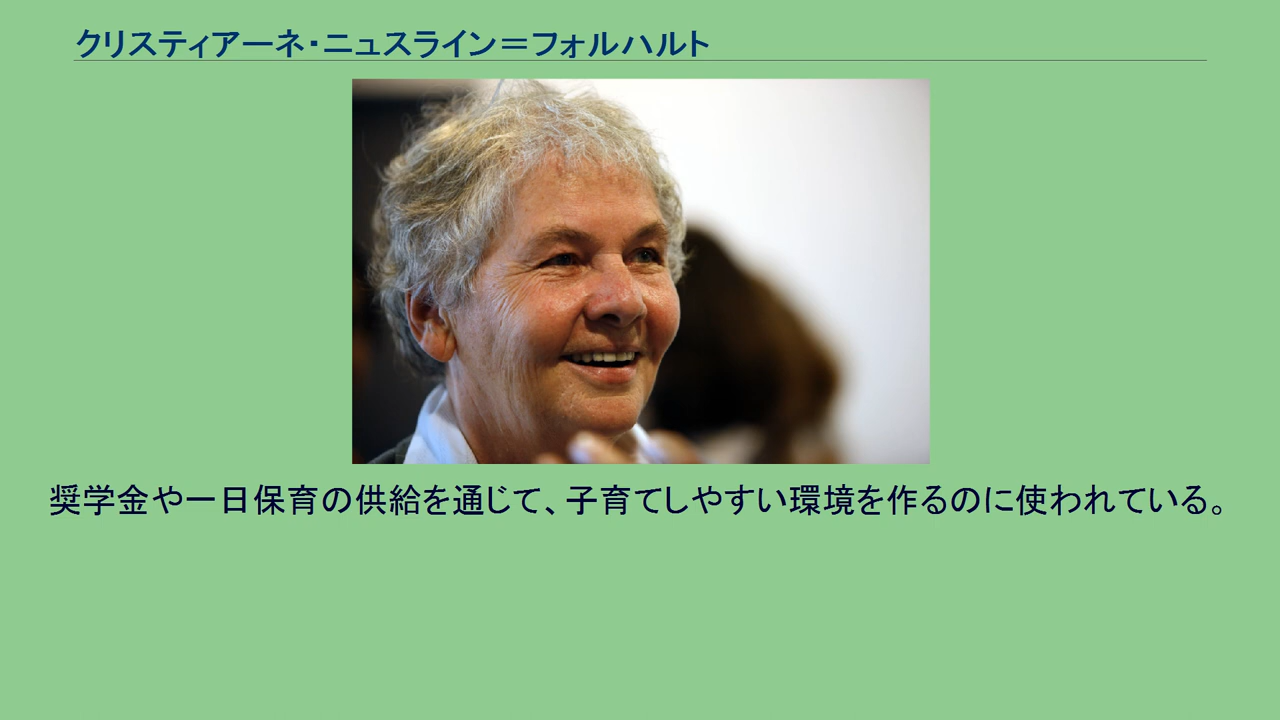 クリスティアーネ・ニュスライン＝フォルハルト
奨学金や一日保育の供給を通じて、子育てしやすい環境を作るのに使われている。